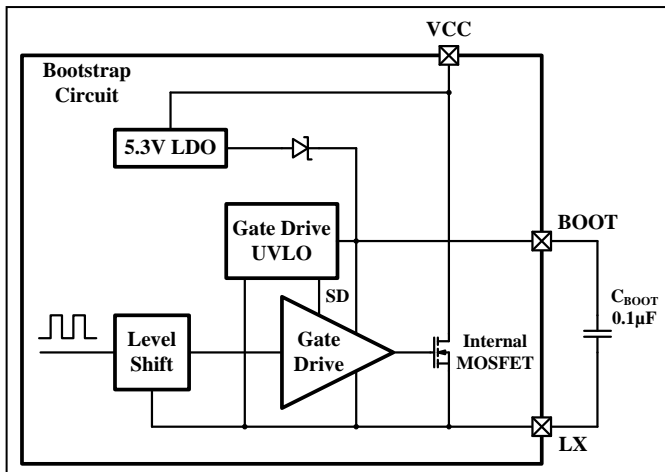 VCC
Bootstrap
Circuit
5.3V LDO
Gate Drive
UVLO
BOOT
SD
C_BOOT
0.1μF
Level
Shift
Gate
Drive
Internal
MOSFET
LX